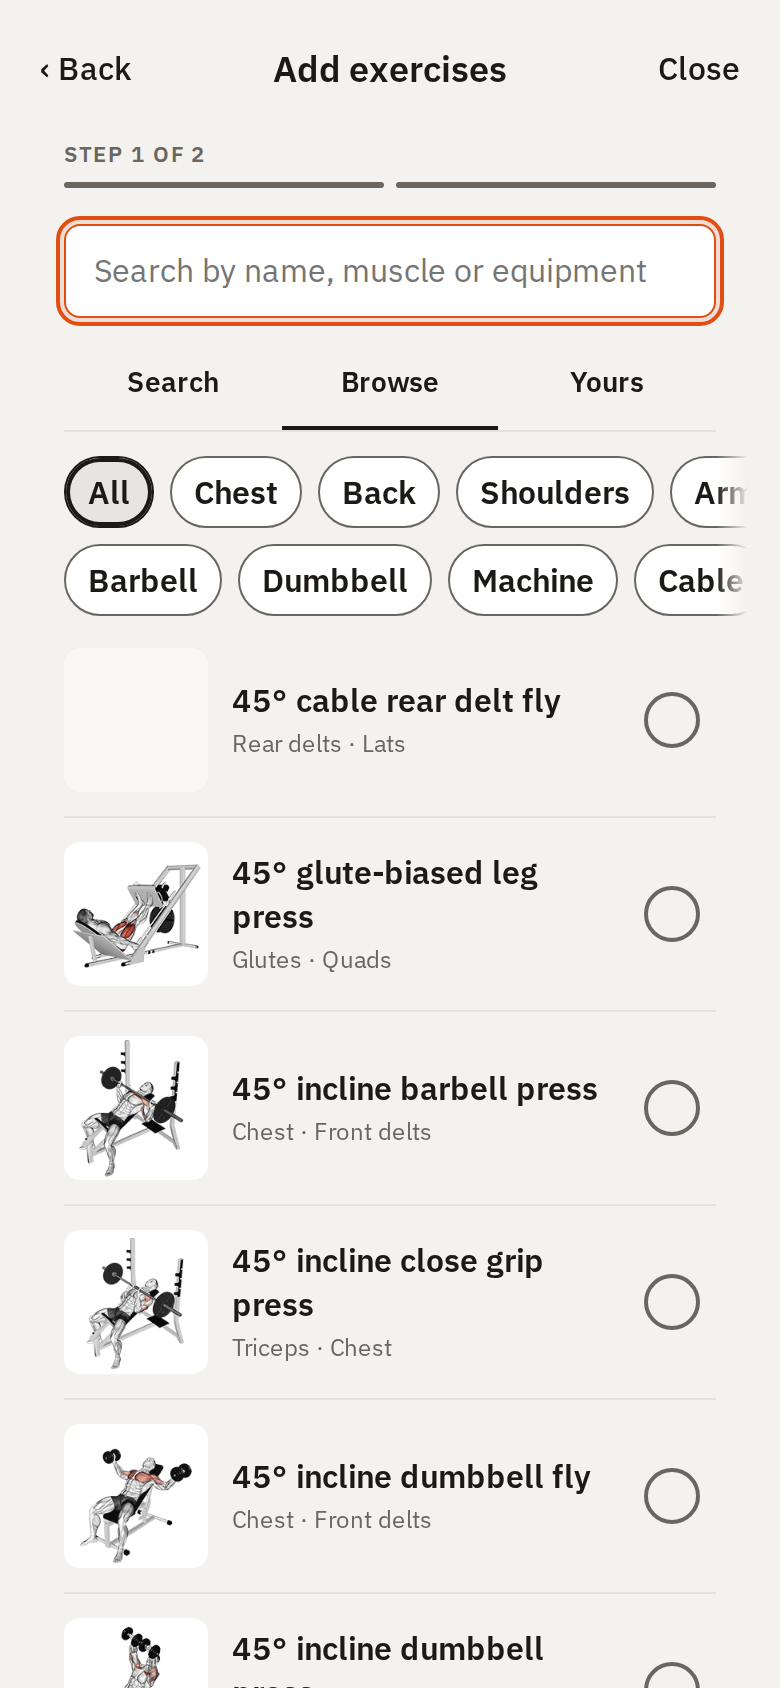 ‹ Back
Add exercises
Close
STEP 1 OF 2
Search by name, muscle or equipment
Search
Browse
Yours
All
Chest
Back
Shoulders
Barbell
Dumbbell
Machine
Cable
45° cable rear delt fly
Rear delts · Lats
45° glute-biased leg
press
Glutes · Quads
45° incline barbell press
Chest · Front delts
45° incline close grip
press
Triceps · Chest
45° incline dumbbell fly
Chest · Front delts
45° incline dumbbell
press